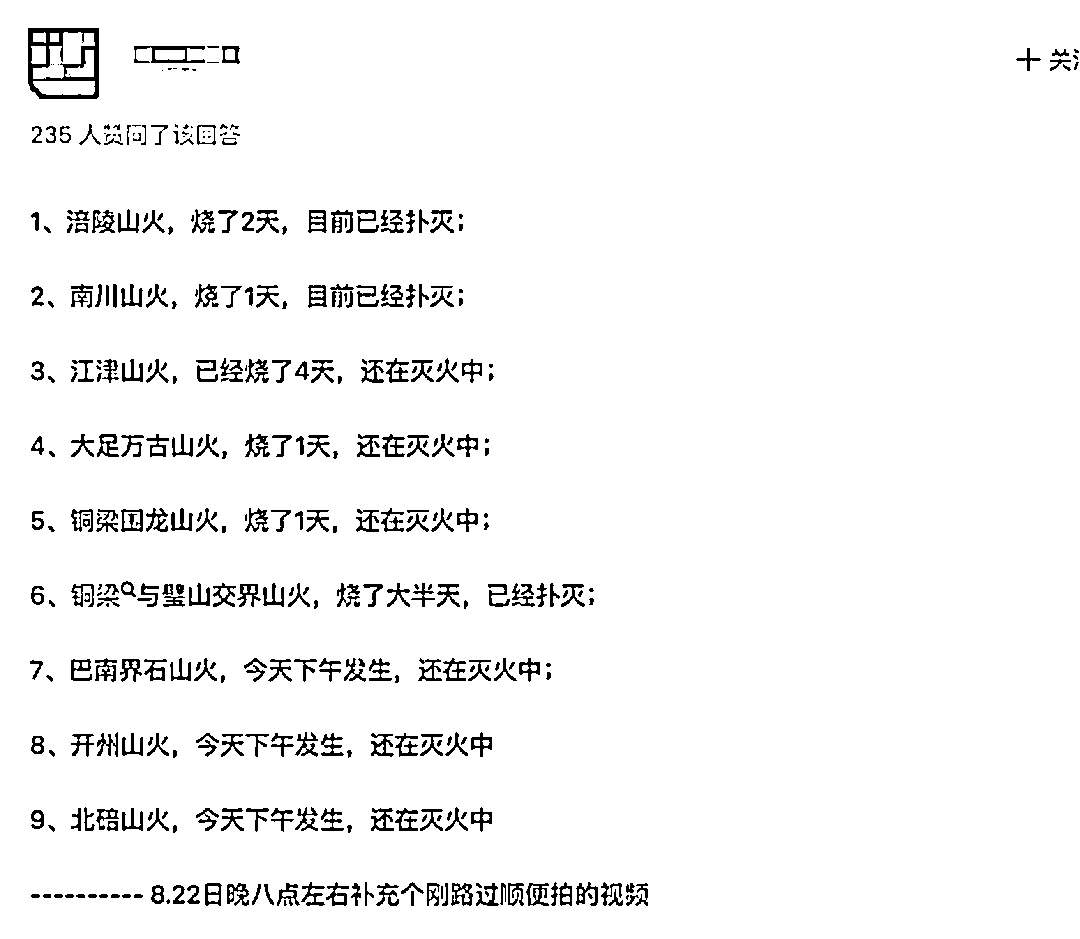 + 关注
235 人赞同了该回答
1、涪陵山火，烧了2天，目前已经扑灭；
2、南川山火，烧了1天，目前已经扑灭；
3、江津山火，已经烧了4天，还在灭火中；
4、大足万古山火，烧了1天，还在灭火中；
5、铜梁国龙山火，烧了1天，还在灭火中；
6、铜梁与璧山交界山火，烧了大半天，已经扑灭；
7、巴南界石山火，今天下午发生，还在灭火中；
8、开州山火，今天下午发生，还在灭火中
9、北碚山火，今天下午发生，还在灭火中
---------- 8.22日晚八点左右补充个刚路过顺便拍的视频